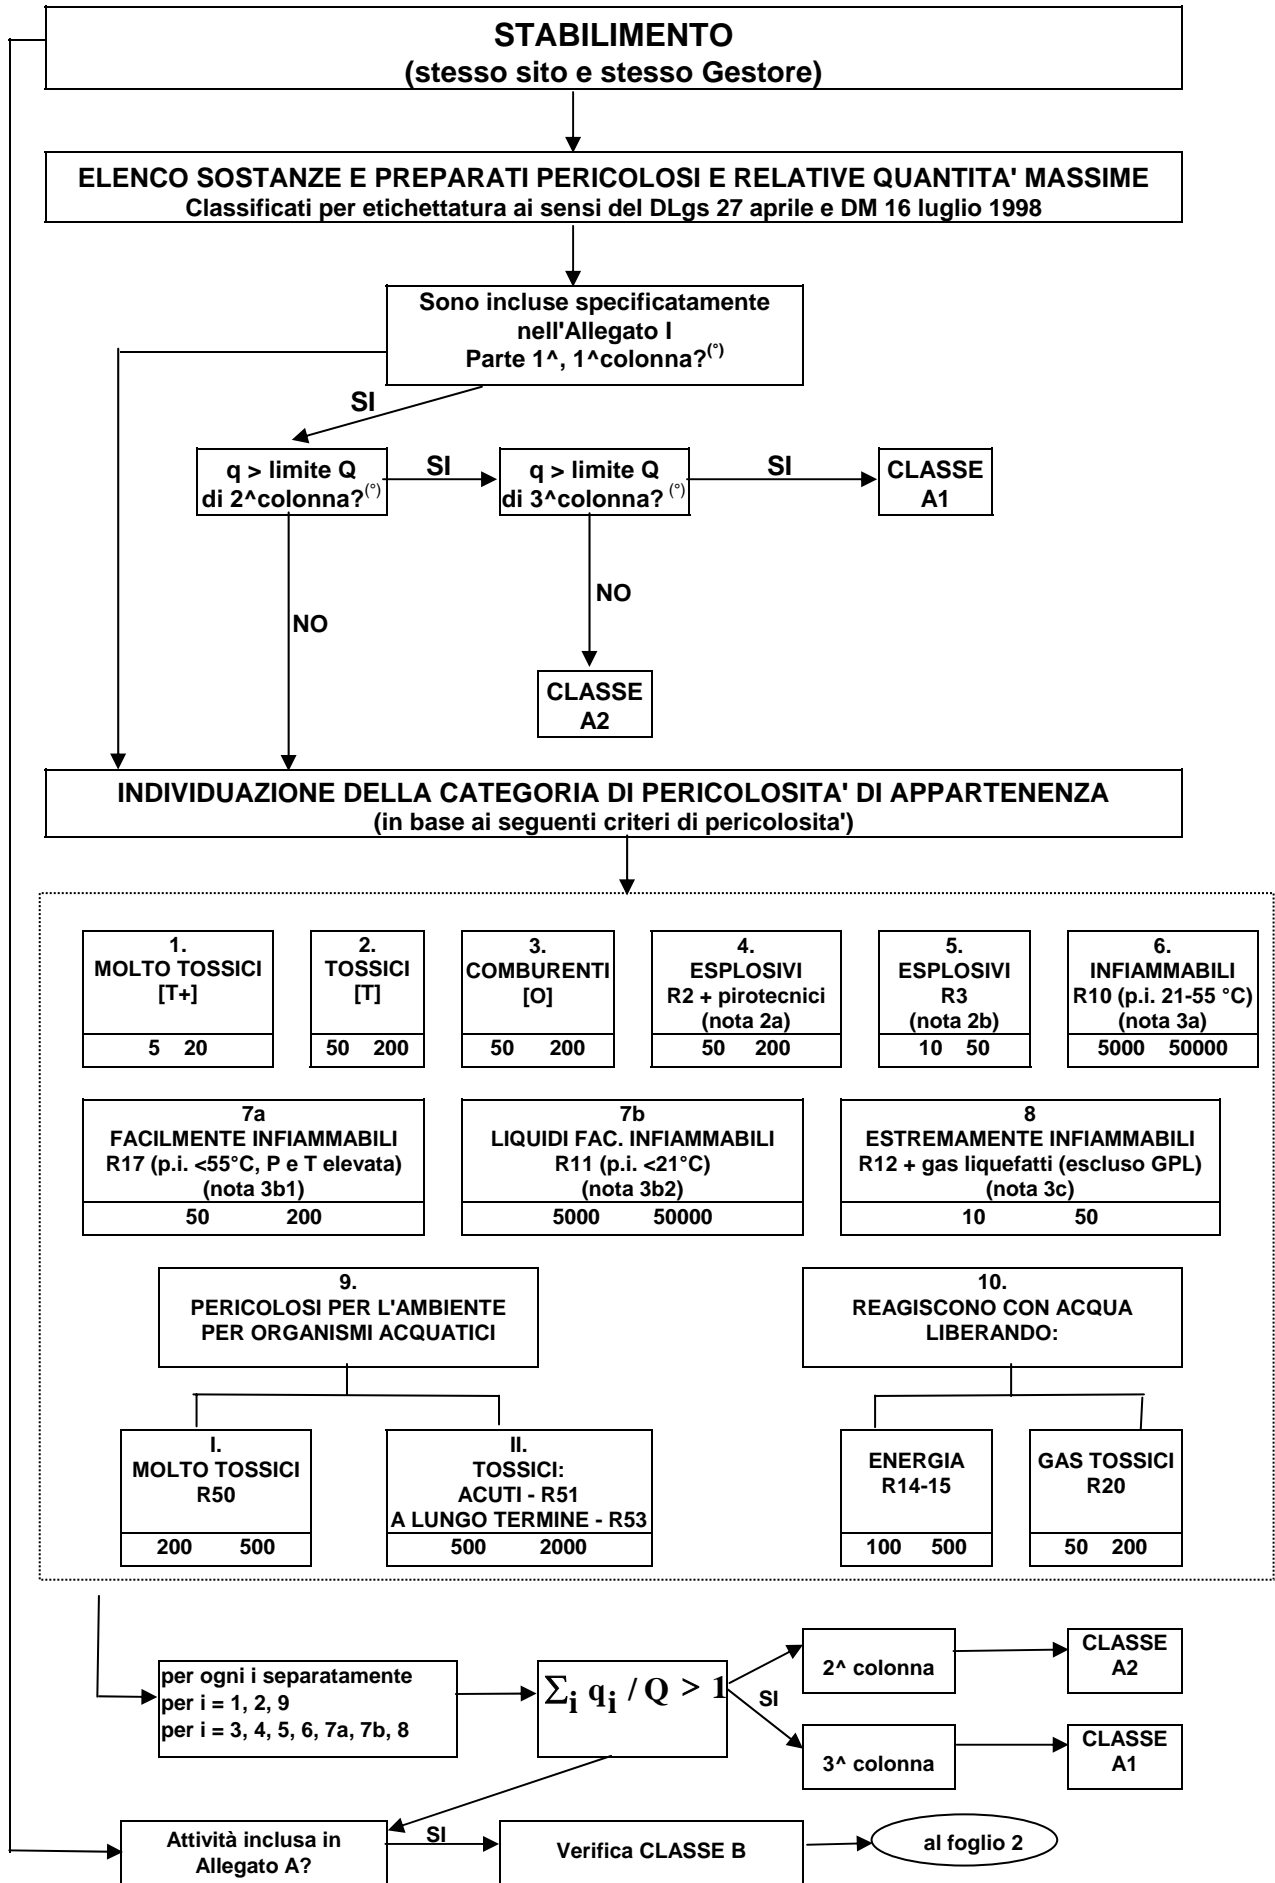 STABILIMENTO
(stesso sito e stesso Gestore)
ELENCO SOSTANZE E PREPARATI PERICOLOSI E RELATIVE QUANTITA' MASSIME
Classificati per etichettatura ai sensi del DLgs 27 aprile e DM 16 luglio 1998
Sono incluse specificatamente
nell'Allegato I
Parte 1^, 1^colonna?(°)
SI
q > limite Q
di 2^colonna?(°)
SI
q > limite Q
di 3^colonna? (°)
SI
CLASSE
A1
NO
NO
CLASSE
A2
INDIVIDUAZIONE DELLA CATEGORIA DI PERICOLOSITA' DI APPARTENENZA
(in base ai seguenti criteri di pericolosita')
1.
MOLTO TOSSICI
[T+]
5 20
2.
TOSSICI
[T]
50 200
3.
COMBURENTI
[O]
50 200
4.
ESPLOSIVI
R2 + pirotecnici
(nota 2a)
50 200
5.
ESPLOSIVI
R3
(nota 2b)
10 50
6.
INFIAMMABILI
R10 (p.i. 21-55 °C)
(nota 3a)
5000 50000
7a
FACILMENTE INFIAMMABILI
R17 (p.i. <55°C, P e T elevata)
(nota 3b1)
50 200
7b
LIQUIDI FAC. INFIAMMABILI
R11 (p.i. <21°C)
(nota 3b2)
5000 50000
8
ESTREMAMENTE INFIAMMABILI
R12 + gas liquefatti (escluso GPL)
(nota 3c)
10 50
9.
PERICOLOSI PER L'AMBIENTE
PER ORGANISMI ACQUATICI
10.
REAGISCONO CON ACQUA
LIBERANDO:
I.
MOLTO TOSSICI
R50
200 500
II.
TOSSICI:
ACUTI - R51
A LUNGO TERMINE - R53
500 2000
ENERGIA
R14-15
100 500
GAS TOSSICI
R20
50 200
per ogni i separatamente
per i = 1, 2, 9
per i = 3, 4, 5, 6, 7a, 7b, 8
Σi qi / Q > 1
SI
2^ colonna
CLASSE
A2
3^ colonna
CLASSE
A1
Attività inclusa in
Allegato A?
SI
Verifica CLASSE B
al foglio 2